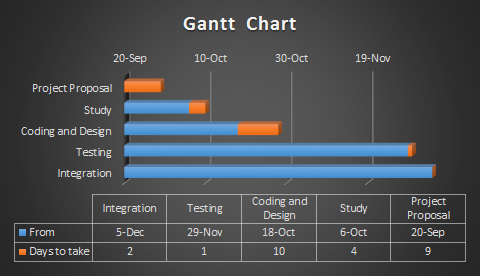 Gantt Chart
20-Sep 10-Oct 30-Oct 19-Nov
Project Proposal
Study
Coding and Design
Testing
Integration
Integration Testing Coding and Design Study Project Proposal
From 5-Dec 29-Nov 18-Oct 6-Oct 20-Sep
Days to take 2 1 10 4 9